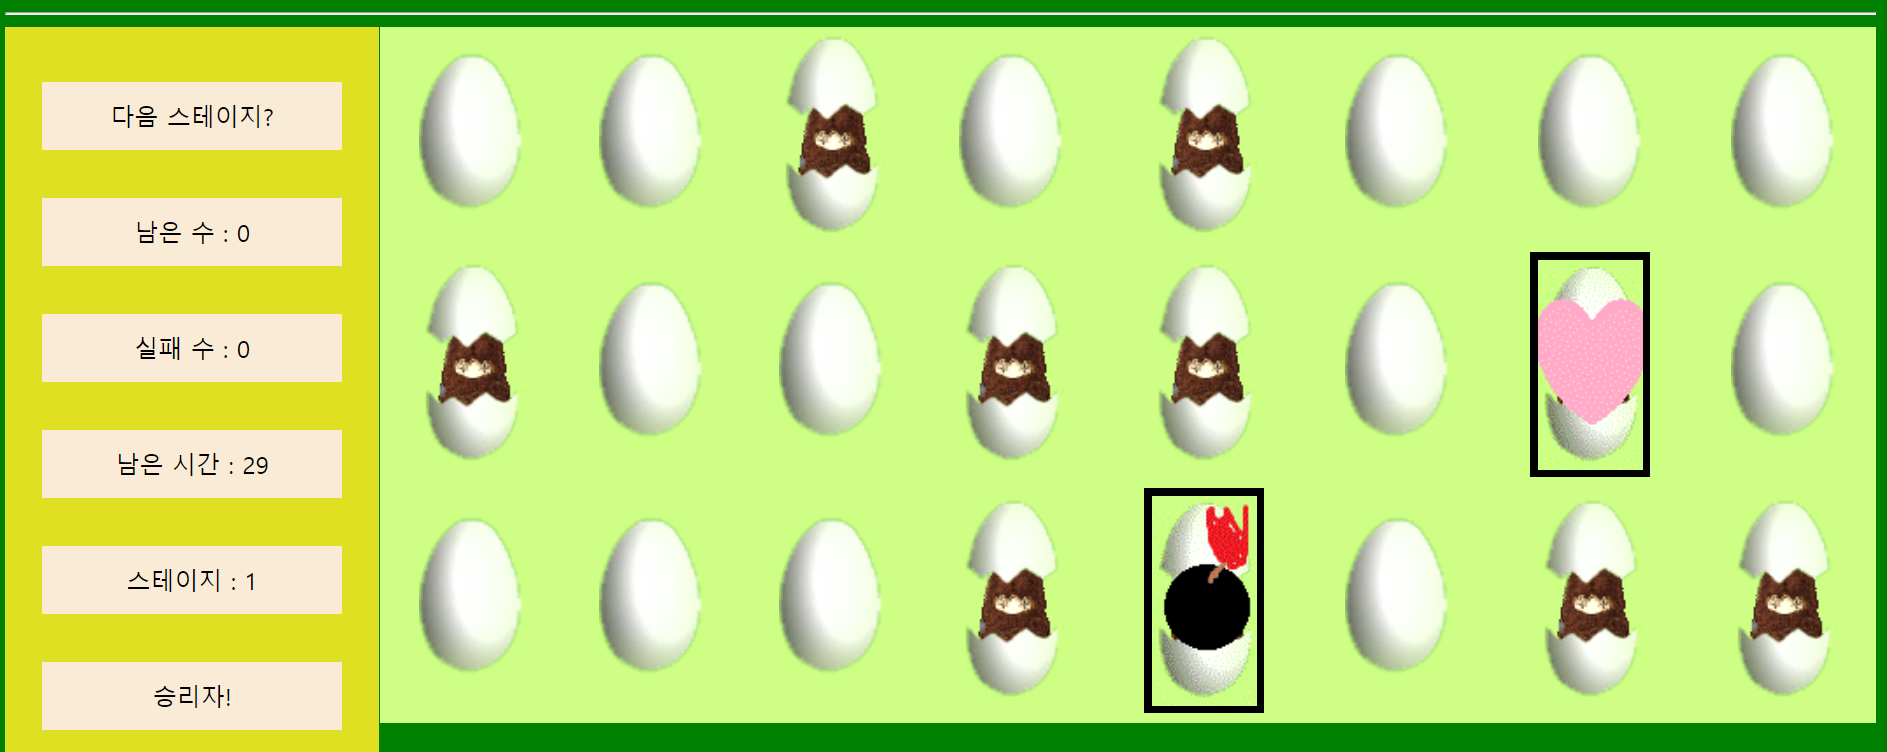 다음 스테이지?
남은 수 : 0
실패 수 : 0
남은 시간 : 29
스테이지 : 1
승리자!